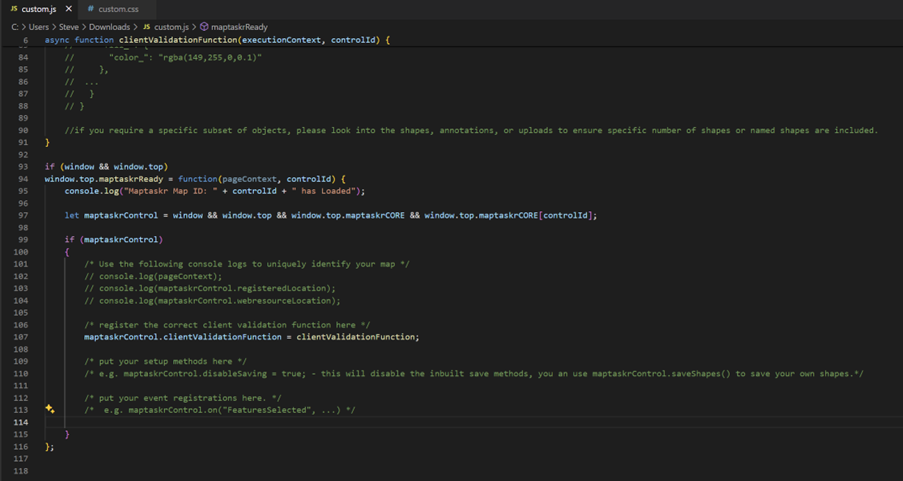 JS custom.js × # custom.css
C: > Users > Steve > Downloads > JS custom.js > maptaskrReady
6 async function clientValidationFunction(executionContext, controlId) {
84 // "color_": "rgba(149,255,0,0.1)"
85 // },
86 // ...
87 // }
88 // }
89
90 //if you require a specific subset of objects, please look into the shapes, annotations, or uploads to ensure specific number of shapes or named shapes are included.
91 }
92
93 if (window && window.top)
94 window.top.maptaskrReady = function(pageContext, controlId) {
95 console.log("Maptaskr Map ID: " + controlId + " has Loaded");
96
97 let maptaskrControl = window && window.top && window.top.maptaskrCORE && window.top.maptaskrCORE[controlId];
98
99 if (maptaskrControl)
100 {
101 /* Use the following console logs to uniquely identify your map */
102 // console.log(pageContext);
103 // console.log(maptaskrControl.registeredLocation);
104 // console.log(maptaskrControl.webresourceLocation);
105
106 /* register the correct client validation function here */
107 maptaskrControl.clientValidationFunction = clientValidationFunction;
108
109 /* put your setup methods here */
110 /* e.g. maptaskrControl.disableSaving = true; - this will disable the inbuilt save methods, you an use maptaskrControl.saveShapes() to save your own shapes.*/
111
112 /* put your event registrations here. */
113 /* e.g. maptaskrControl.on("FeaturesSelected", ...) */
114
115 }
116 };
117
118